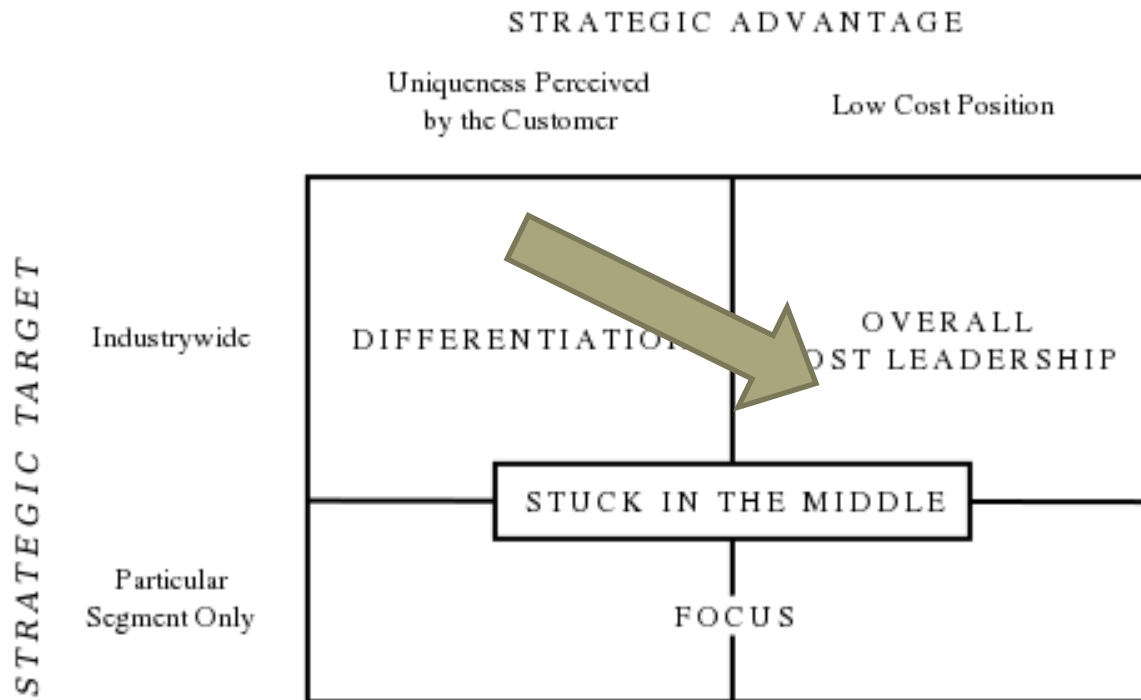 STRATEGIC ADVANTAGE
Uniqueness Perceived
by the Customer
Low Cost Position
STRATEGIC TARGET
Industrywide
DIFFERENTIATIO
OVERALL
OST LEADERSHIP
STUCK IN THE MIDDLE
Particular
Segment Only
FOCUS